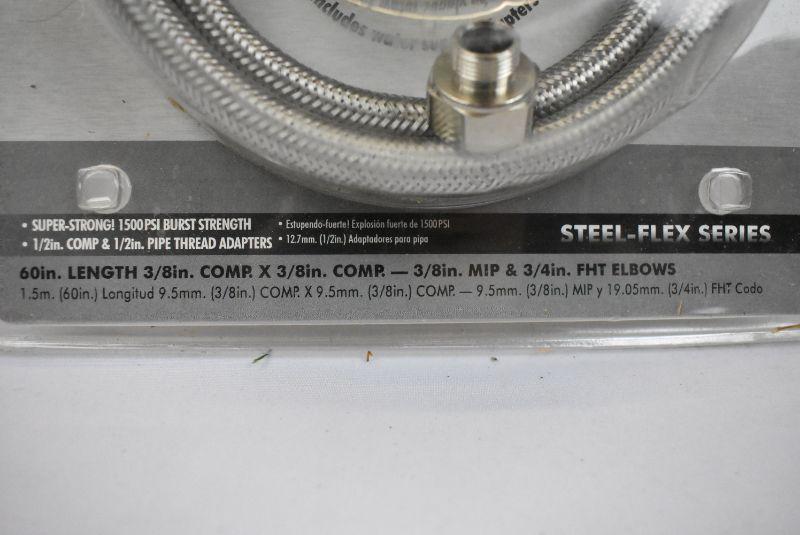 includes water
• SUPER-STRONG! 1500PSI BURST STRENGTH
• 1/2in. COMP & 1/2in. PIPE THREAD ADAPTERS
• Estupendo-fuerte! Explosión fuerte de 1500PSI
• 12.7mm. (1/2in.) Adaptadores para pipa
STEEL-FLEX SERIES
60in. LENGTH 3/8in. COMP. X 3/8in. COMP. — 3/8in. MIP & 3/4in. FHT ELBOWS
1.5m. (60in.) Longitud 9.5mm. (3/8in.) COMP. X 9.5mm. (3/8in.) COMP. — 9.5mm. (3/8in.) MIP y 19.05mm. (3/4in.) FHT Codo